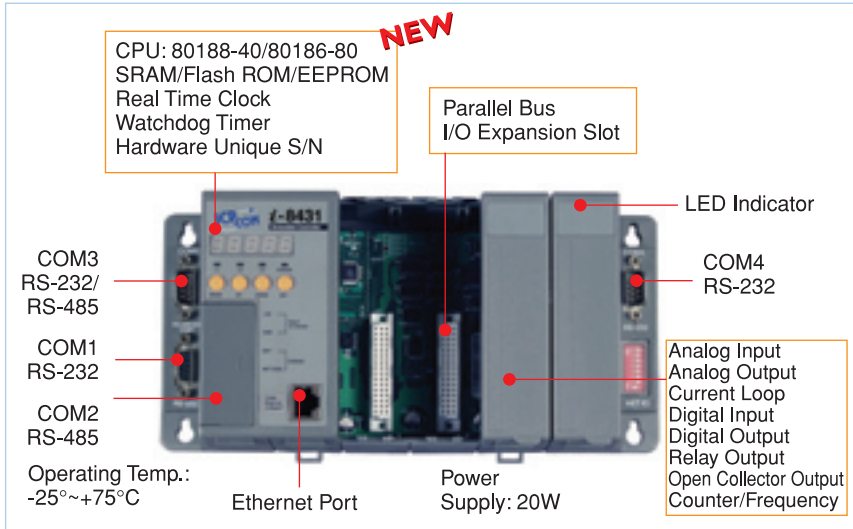 NEW
CPU: 80188-40/80186-80
SRAM/Flash ROM/EEPROM
Real Time Clock
Watchdog Timer
Hardware Unique S/N
Parallel Bus
I/O Expansion Slot
i-8431
LED Indicator
COM3
RS-232/
RS-485
COM4
RS-232
COM1
RS-232
COM2
RS-485
Analog Input
Analog Output
Current Loop
Digital Input
Digital Output
Relay Output
Open Collector Output
Counter/Frequency
Operating Temp.:
-25°~+75°C
Ethernet Port
Power
Supply: 20W